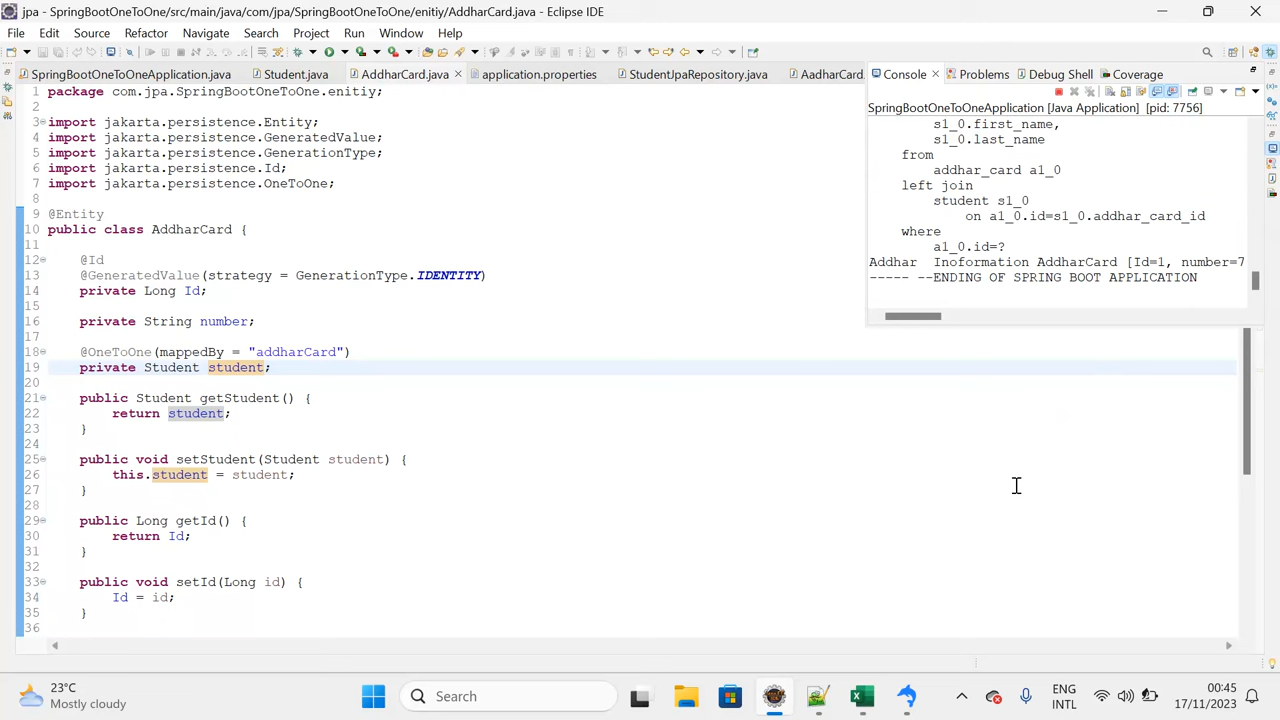 jpa - SpringBootOneToOne/src/main/java/com/jpa/SpringBootOneToOne/enitiy/AddharCard.java - Eclipse IDE
File Edit Source Refactor Navigate Search Project Run Window Help
SpringBootOneToOneApplication.java Student.java AddharCard.java application.properties StudentJpaRepository.java AadharCard
Console Problems Debug Shell Coverage
SpringBootOneToOneApplication [Java Application] [pid: 7756]
s1_0.first_name,
s1_0.last_name
from
addhar_card a1_0
left join
student s1_0
on a1_0.id=s1_0.addhar_card_id
where
a1_0.id=?
Addhar Inoformation AddharCard [Id=1, number=7
----- --ENDING OF SPRING BOOT APPLICATION
1 package com.jpa.SpringBootOneToOne.enitiy;
2
3 import jakarta.persistence.Entity;
4 import jakarta.persistence.GeneratedValue;
5 import jakarta.persistence.GenerationType;
6 import jakarta.persistence.Id;
7 import jakarta.persistence.OneToOne;
8
9 @Entity
10 public class AddharCard {
11
12 @Id
13 @GeneratedValue(strategy = GenerationType.IDENTITY)
14 private Long Id;
15
16 private String number;
17
18 @OneToOne(mappedBy = "addharCard")
19 private Student student;
20
21 public Student getStudent() {
22 return student;
23 }
24
25 public void setStudent(Student student) {
26 this.student = student;
27 }
28
29 public Long getId() {
30 return Id;
31 }
32
33 public void setId(Long id) {
34 Id = id;
35 }
36
23°C
Mostly cloudy
Search
ENG
INTL
00:45
17/11/2023